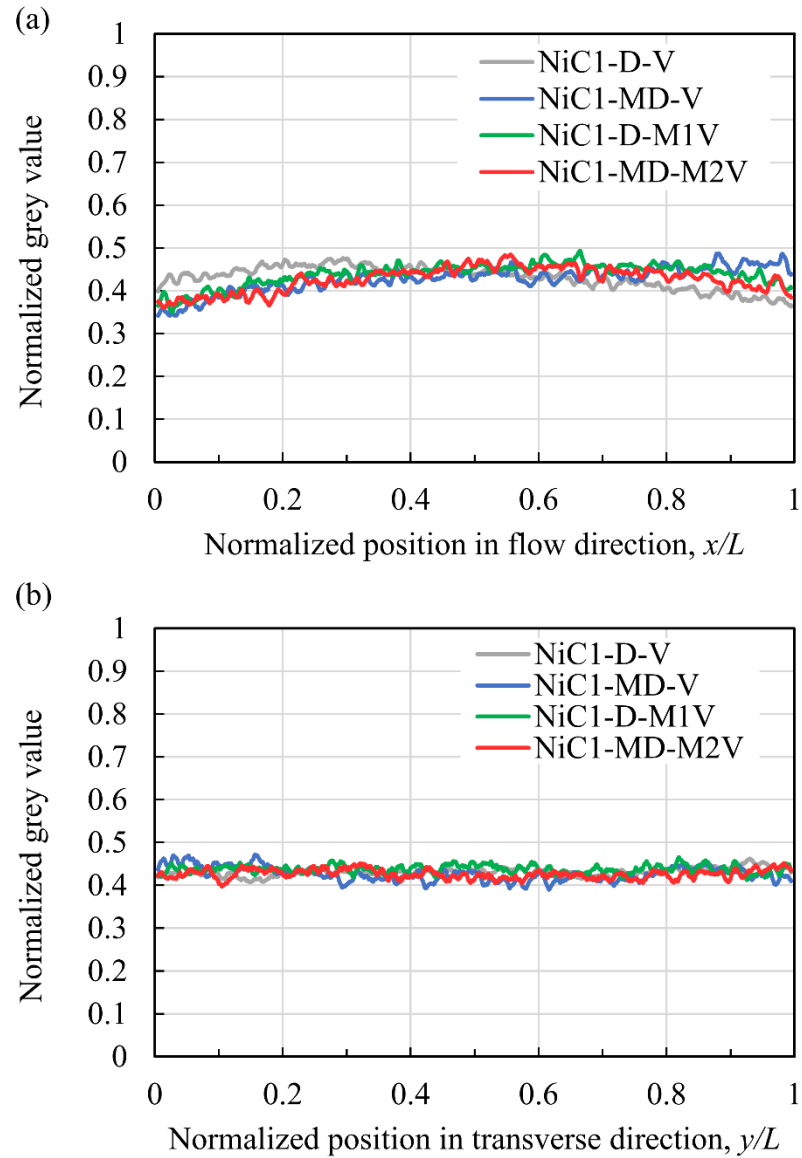 (a)
1
0.9
0.8
0.7
0.6
0.5
0.4
0.3
0.2
0.1
0
Normalized grey value
NiC1-D-V
NiC1-MD-V
NiC1-D-M1V
NiC1-MD-M2V
0 0.2 0.4 0.6 0.8 1
Normalized position in flow direction, x/L
(b)
1
0.9
0.8
0.7
0.6
0.5
0.4
0.3
0.2
0.1
0
Normalized grey value
NiC1-D-V
NiC1-MD-V
NiC1-D-M1V
NiC1-MD-M2V
0 0.2 0.4 0.6 0.8 1
Normalized position in transverse direction, y/L